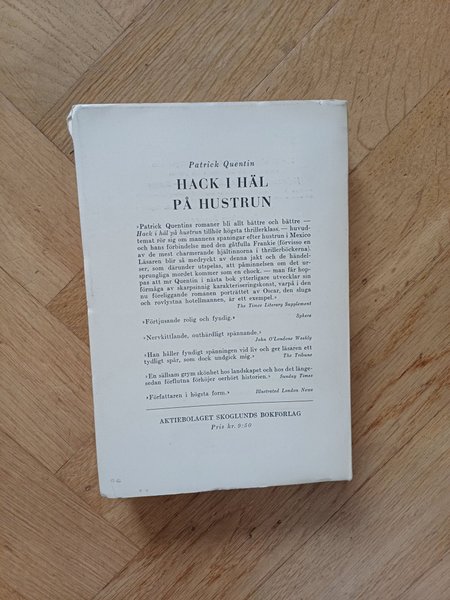 Patrick Quentin
HACK I HÄL
PÅ HUSTRUN
»Patrick Quentins romaner bli allt bättre och bättre —
Hack i häl på hustrun tillhör högsta thrillerklass. — huvud-
temat rör sig om mannens spaningar efter hustrun i Mexico
och hans förbindelse med den gåtfulla Frankie (förvisso en
av de mest charmerande hjältinnorna i thrillerböckerna).
Läsaren blir så medryckt av denna jakt och de händel-
ser, som därunder utspelas, att påminnelsen om det ur-
sprungliga mordet kommer som en chock. — man får hop-
pas att mr Quentin i nästa bok ytterligare utvecklar sin
förmåga av skarpsinnig karakteriseringskonst, varpå i den
nu föreliggande romanen porträttet av Oscar, den sluga
och rovlystna hotellmannen, är ett exempel.»
The Times Literary Supplement
»Förtjusande rolig och fyndig.» Sphere
»Nervkittlande, outhärdligt spännande.»
John O'Londons Weekly
»Han håller fyndigt spänningen vid liv och ger läsaren ett
tydligt spår, som dock undgick mig.» The Tribune
»En sällsam grym skönhet hos landskapet och hos det länge-
sedan förflutna förhöjer oerhört historien.» Sunday Times
»Författaren i högsta form.» Illustrated London News
AKTIEBOLAGET SKOGLUNDS BOKFÖRLAG
Pris kr. 9:50